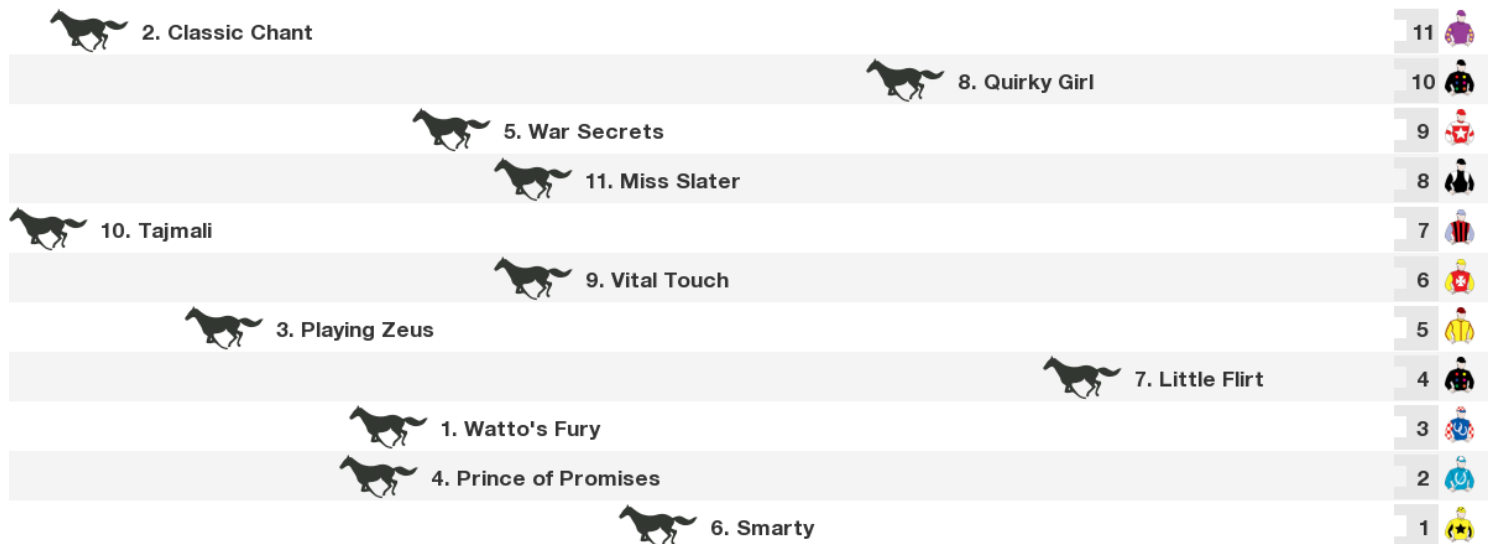 2. Classic Chant 11
8. Quirky Girl 10
5. War Secrets 9
11. Miss Slater 8
10. Tajmali 7
9. Vital Touch 6
3. Playing Zeus 5
7. Little Flirt 4
1. Watto's Fury 3
4. Prince of Promises 2
6. Smarty 1